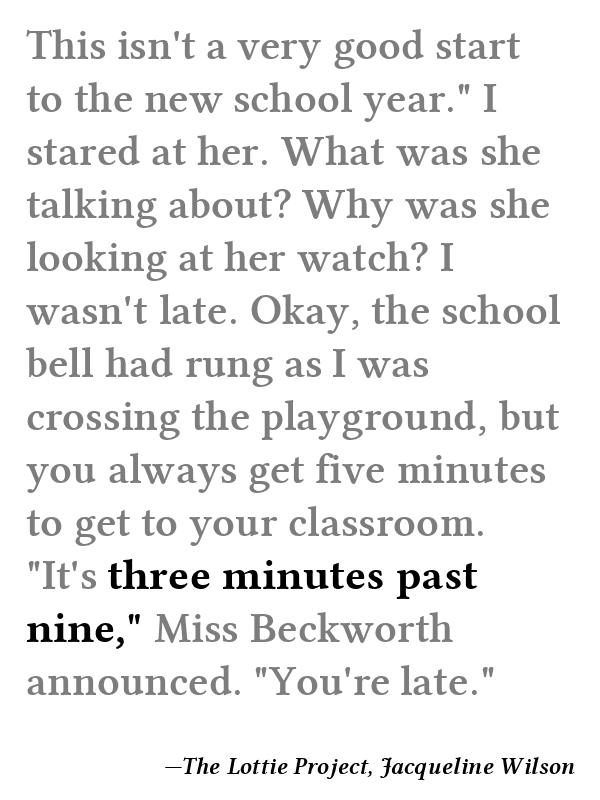 This isn't a very good start
to the new school year." I
stared at her. What was she
talking about? Why was she
looking at her watch? I
wasn't late. Okay, the school
bell had rung as I was
crossing the playground, but
you always get five minutes
to get to your classroom.
"It's three minutes past
nine," Miss Beckworth
announced. "You're late."
—The Lottie Project, Jacqueline Wilson